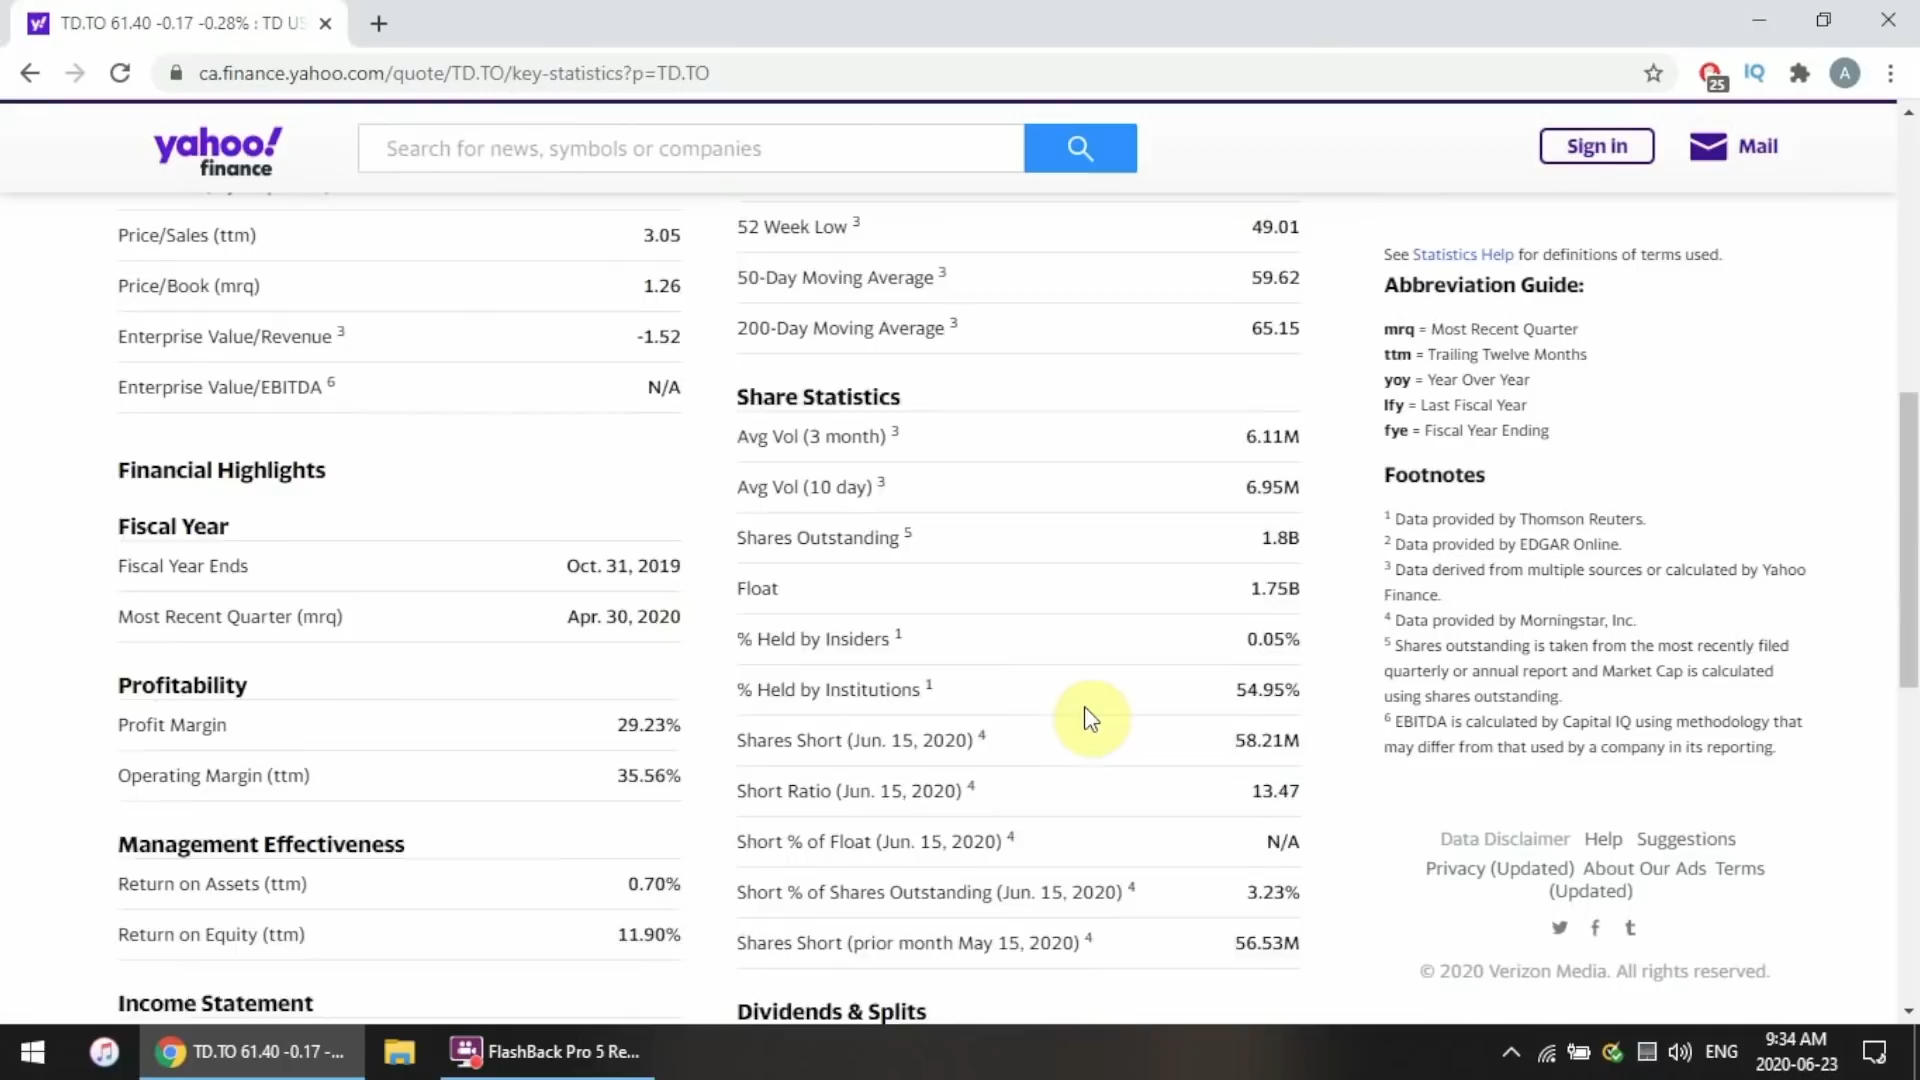 TD.TO 61.40 -0.17 -0.28% : TD US
ca.finance.yahoo.com/quote/TD.TO/key-statistics?p=TD.TO
25
IQ
A
yahoo!
finance
Search for news, symbols or companies
Sign in
Mail
Price/Sales (ttm) 3.05
Price/Book (mrq) 1.26
Enterprise Value/Revenue 3 -1.52
Enterprise Value/EBITDA 6 N/A
Financial Highlights
Fiscal Year
Fiscal Year Ends Oct. 31, 2019
Most Recent Quarter (mrq) Apr. 30, 2020
Profitability
Profit Margin 29.23%
Operating Margin (ttm) 35.56%
Management Effectiveness
Return on Assets (ttm) 0.70%
Return on Equity (ttm) 11.90%
Income Statement
52 Week Low 3 49.01
50-Day Moving Average 3 59.62
200-Day Moving Average 3 65.15
Share Statistics
Avg Vol (3 month) 3 6.11M
Avg Vol (10 day) 3 6.95M
Shares Outstanding 5 1.8B
Float 1.75B
% Held by Insiders 1 0.05%
% Held by Institutions 1 54.95%
Shares Short (Jun. 15, 2020) 4 58.21M
Short Ratio (Jun. 15, 2020) 4 13.47
Short % of Float (Jun. 15, 2020) 4 N/A
Short % of Shares Outstanding (Jun. 15, 2020) 4 3.23%
Shares Short (prior month May 15, 2020) 4 56.53M
Dividends & Splits
See Statistics Help for definitions of terms used.
Abbreviation Guide:
mrq = Most Recent Quarter
ttm = Trailing Twelve Months
yoy = Year Over Year
lfy = Last Fiscal Year
fye = Fiscal Year Ending
Footnotes
1 Data provided by Thomson Reuters.
2 Data provided by EDGAR Online.
3 Data derived from multiple sources or calculated by Yahoo
Finance.
4 Data provided by Morningstar, Inc.
5 Shares outstanding is taken from the most recently filed
quarterly or annual report and Market Cap is calculated
using shares outstanding.
6 EBITDA is calculated by Capital IQ using methodology that
may differ from that used by a company in its reporting.
Data Disclaimer Help Suggestions
Privacy (Updated) About Our Ads Terms
(Updated)
© 2020 Verizon Media. All rights reserved.
TD.TO 61.40 -0.17 -...
FlashBack Pro 5 Re...
ENG
9:34 AM
2020-06-23